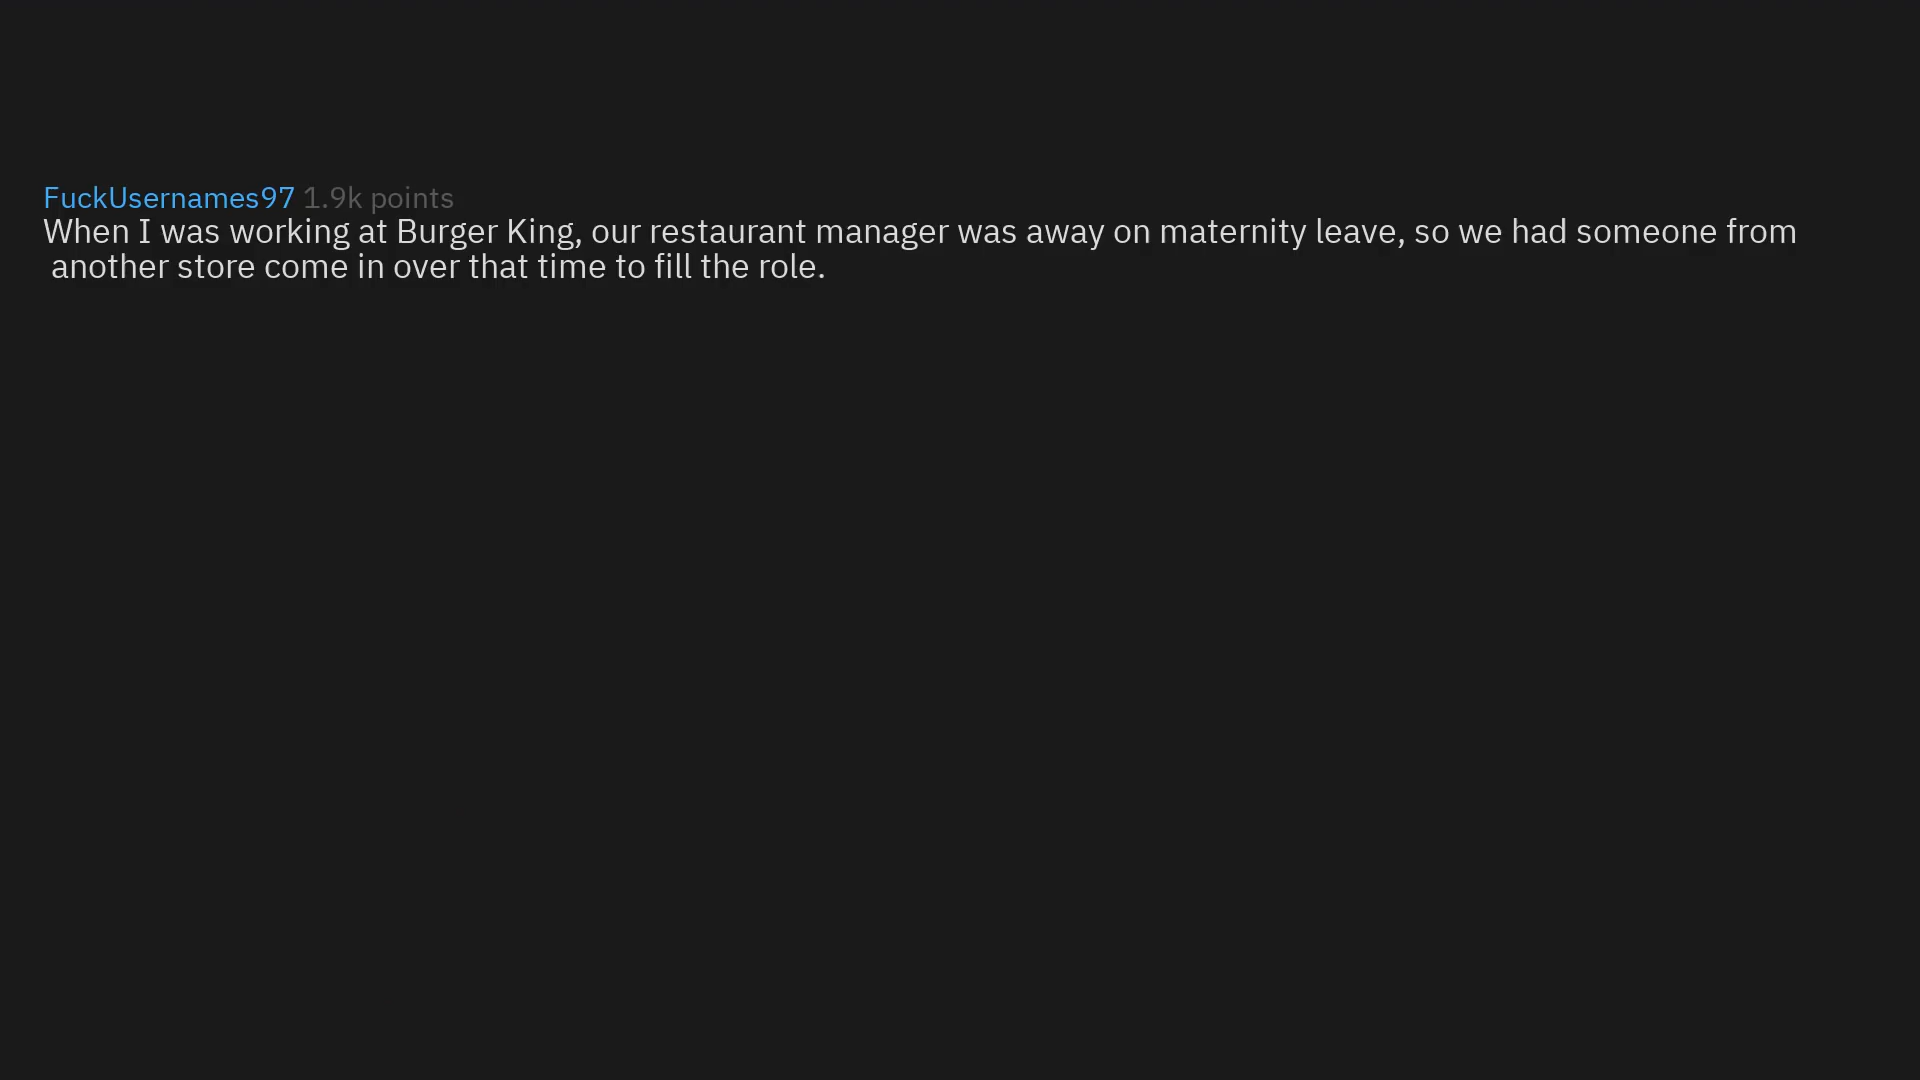 FuckUsernames97 1.9k points
When I was working at Burger King, our restaurant manager was away on maternity leave, so we had someone from
another store come in over that time to fill the role.